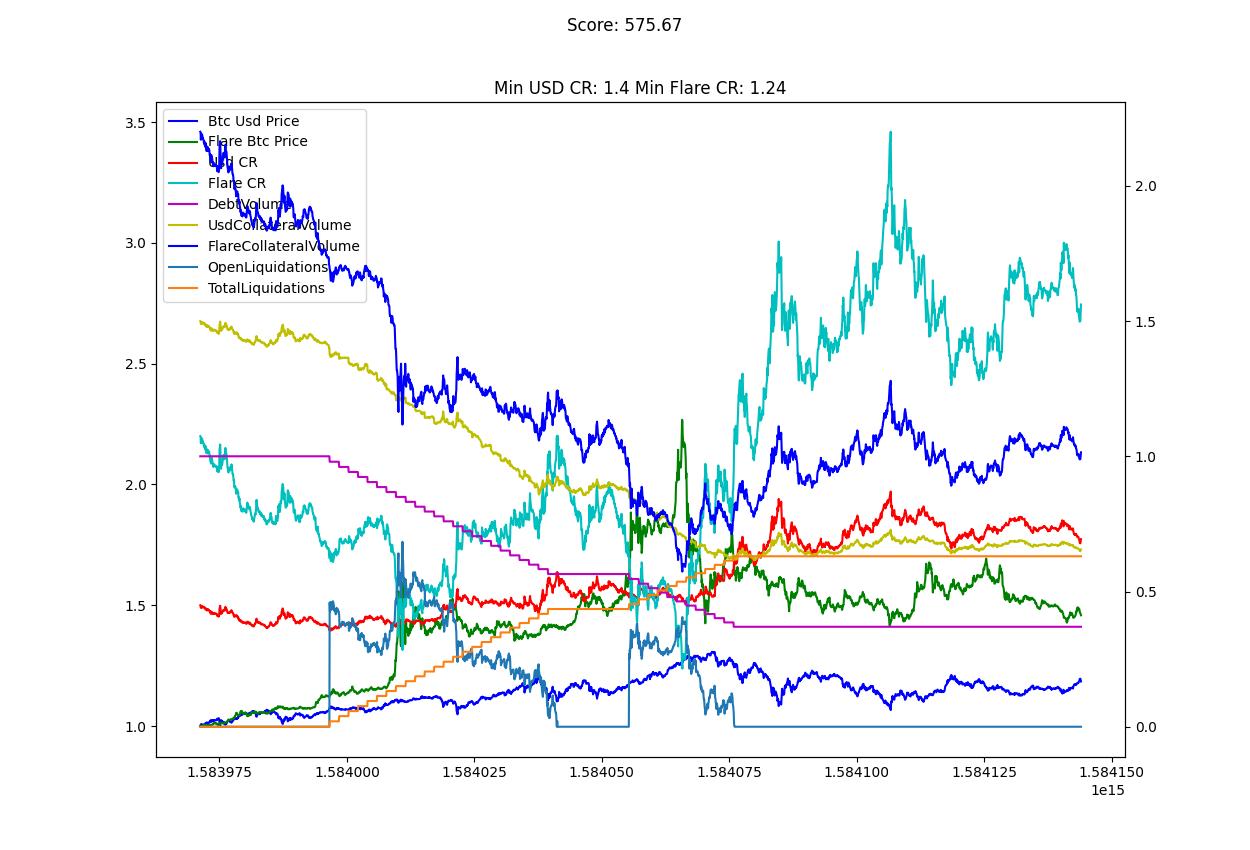 Score: 575.67
Min USD CR: 1.4 Min Flare CR: 1.24
Btc Usd Price
Flare Btc Price
Usd CR
Flare CR
DebtVolume
UsdCollateralVolume
FlareCollateralVolume
OpenLiquidations
TotalLiquidations
3.5
3.0
2.5
2.0
1.5
1.0
2.0
1.5
1.0
0.5
0.0
1.583975
1.584000
1.584025
1.584050
1.584075
1.584100
1.584125
1.584150
1e15